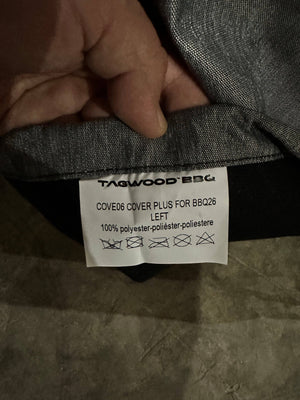 TAGWOOD BBQ
COVE06 COVER PLUS FOR BBQ26
LEFT
100% polyester-poliéster-poliestere